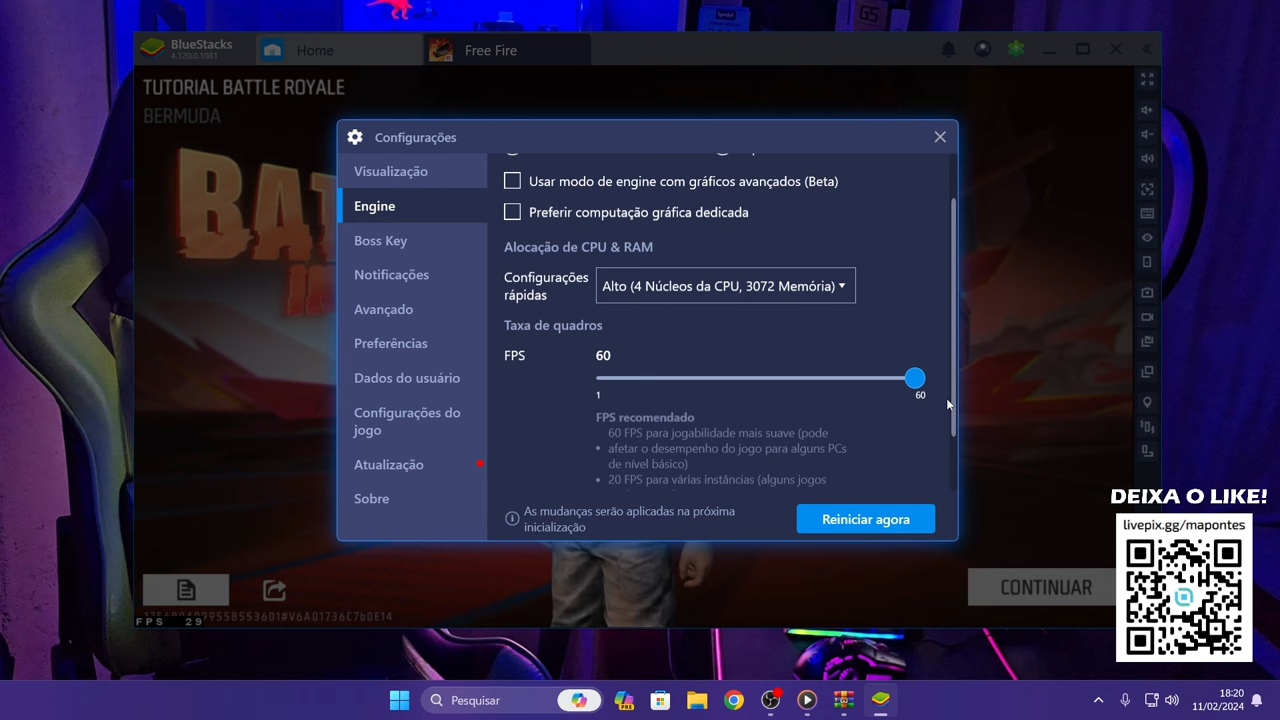 BlueStacks
4.120.0.1081
Home
Free Fire
TUTORIAL BATTLE ROYALE
BERMUDA
Configurações
Visualização
Engine
Boss Key
Notificações
Avançado
Preferências
Dados do usuário
Configurações do
jogo
Atualização
Sobre
Usar modo de engine com gráficos avançados (Beta)
Preferir computação gráfica dedicada
Alocação de CPU & RAM
Configurações
rápidas
Alto (4 Núcleos da CPU, 3072 Memória)
Taxa de quadros
FPS
60
1
60
FPS recomendado
60 FPS para jogabilidade mais suave (pode
• afetar o desempenho do jogo para alguns PCs
de nível básico)
• 20 FPS para várias instâncias (alguns jogos
As mudanças serão aplicadas na próxima
inicialização
Reiniciar agora
CONTINUAR
FPS 29
DEIXA O LIKE!
livepix.gg/mapontes
Pesquisar
PRE
18:20
11/02/2024